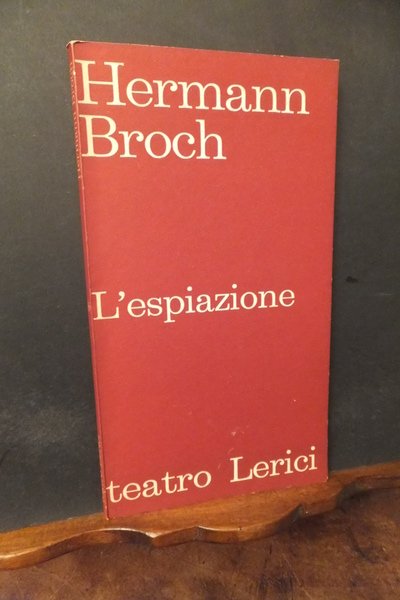 Hermann
Broch
L'espiazione
teatro Lerici